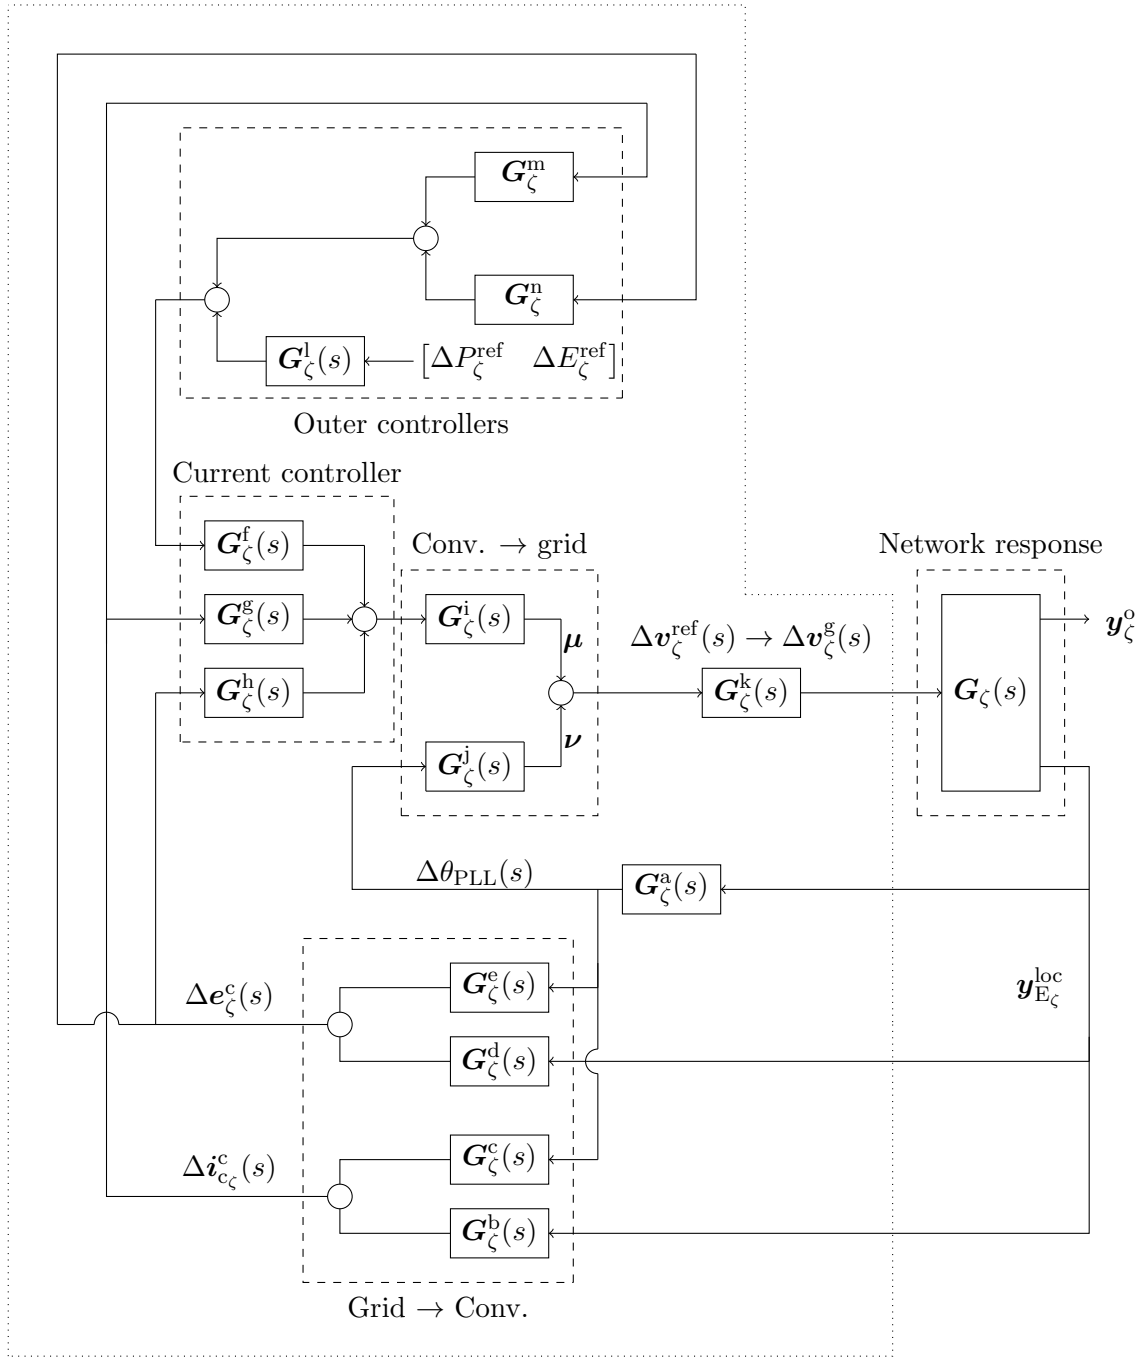 G_ζ^m
G_ζ^n
G_ζ^l(s)
[ΔP_ζ^ref ΔE_ζ^ref]
Outer controllers
Current controller
G_ζ^f(s)
Conv. → grid
Network response
G_ζ^g(s)
G_ζ^i(s)
μ
Δv_ζ^ref(s) → Δv_ζ^g(s)
y_ζ^o
G_ζ^h(s)
G_ζ^k(s)
G_ζ(s)
G_ζ^j(s)
ν
Δθ_PLL(s)
G_ζ^a(s)
G_ζ^e(s)
Δe_ζ^c(s)
y_{E_ζ}^loc
G_ζ^d(s)
G_ζ^c(s)
Δi_{c_ζ}^c(s)
G_ζ^b(s)
Grid → Conv.